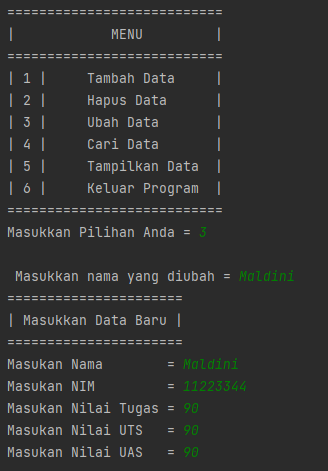 ===========================
|            MENU         |
===========================
| 1 |     Tambah Data     |
| 2 |     Hapus Data      |
| 3 |     Ubah Data       |
| 4 |     Cari Data       |
| 5 |     Tampilkan Data  |
| 6 |     Keluar Program  |
===========================
Masukkan Pilihan Anda = 3
 Masukkan nama yang diubah = Maldini
======================
| Masukkan Data Baru |
======================
Masukan Nama        = Maldini
Masukan NIM         = 11223344
Masukan Nilai Tugas = 90
Masukan Nilai UTS   = 90
Masukan Nilai UAS   = 90